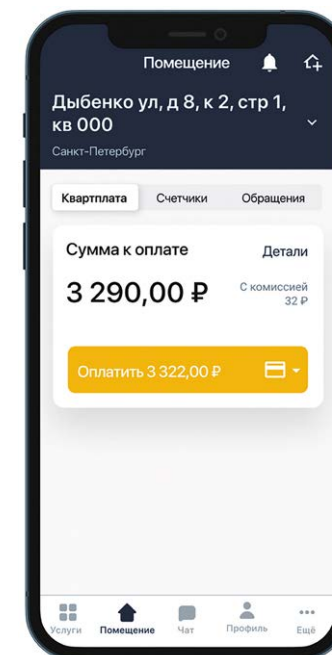 Помещение
Дыбенко ул, д 8, к 2, стр 1,
кв 000
Санкт-Петербург
Квартплата Счетчики Обращения
Сумма к оплате Детали
3 290,00 ₽ С комиссией
32 ₽
Оплатить 3 322,00 ₽
Услуги Помещение Чат Профиль Ещё